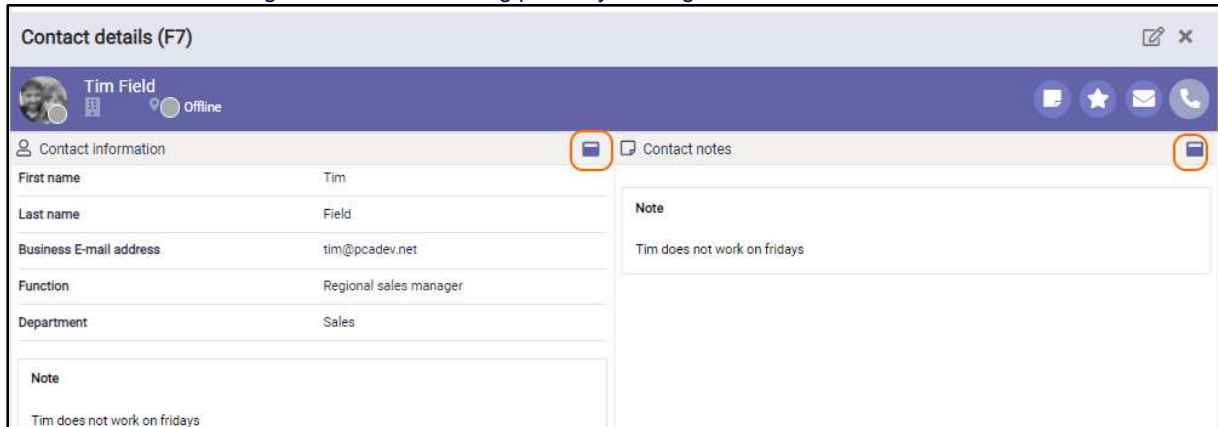 Contact details (F7)
Tim Field
Offline
Contact information
First name Tim
Last name Field
Business E-mail address tim@pcadev.net
Function Regional sales manager
Department Sales
Note
Tim does not work on fridays
Contact notes
Note
Tim does not work on fridays